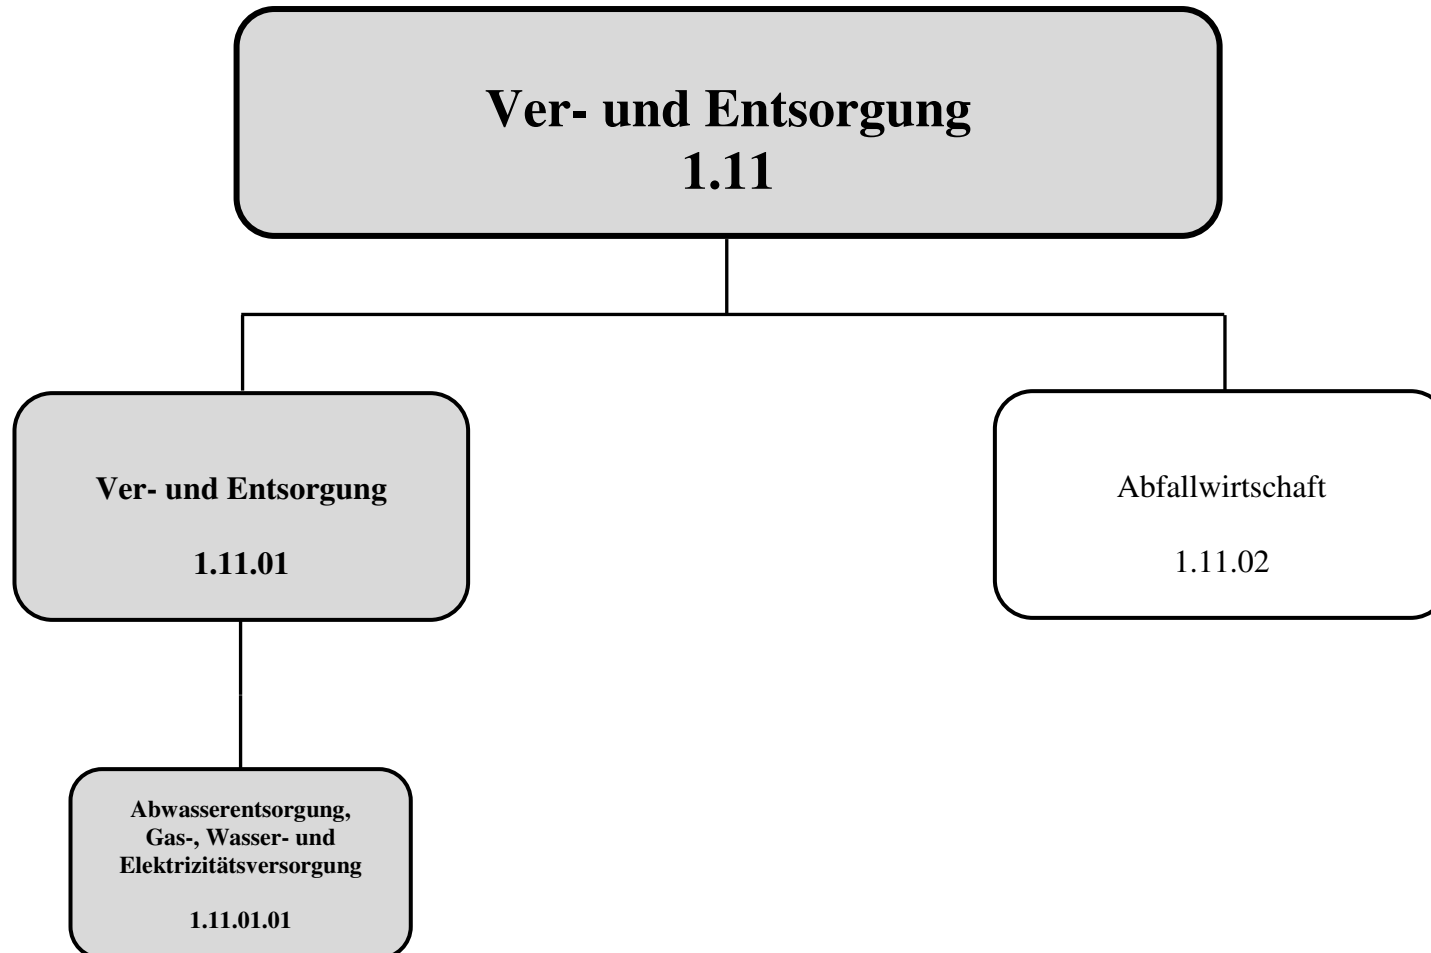 Ver- und Entsorgung
1.11
Ver- und Entsorgung
1.11.01
Abfallwirtschaft
1.11.02
Abwasserentsorgung,
Gas-, Wasser- und
Elektrizitätsversorgung
1.11.01.01